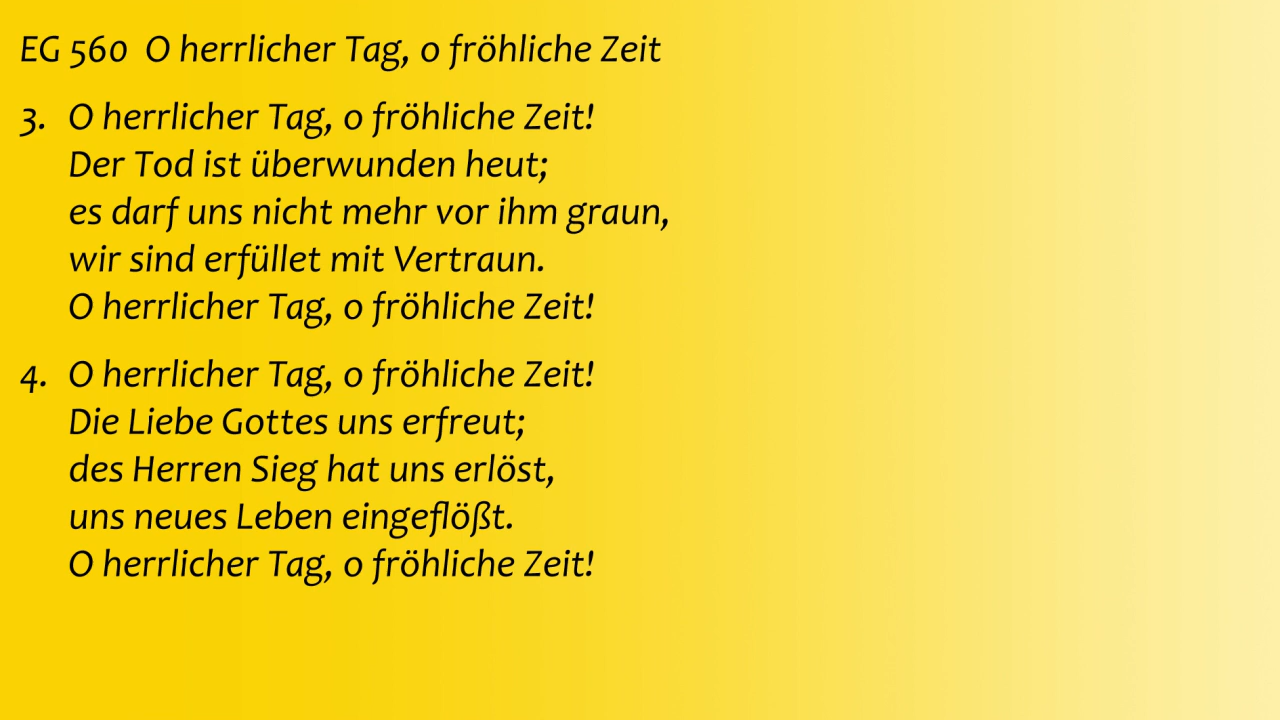 EG 560 O herrlicher Tag, o fröhliche Zeit
3. O herrlicher Tag, o fröhliche Zeit!
Der Tod ist überwunden heut;
es darf uns nicht mehr vor ihm graun,
wir sind erfüllet mit Vertraun.
O herrlicher Tag, o fröhliche Zeit!
4. O herrlicher Tag, o fröhliche Zeit!
Die Liebe Gottes uns erfreut;
des Herren Sieg hat uns erlöst,
uns neues Leben eingeflößt.
O herrlicher Tag, o fröhliche Zeit!